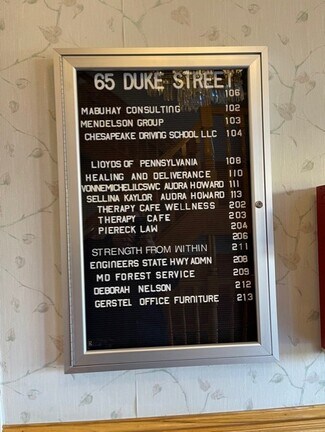 65 DUKE STREET
106
MABUHAY CONSULTING 102
MENDELSON GROUP 103
CHESAPEAKE DRIVING SCHOOL LLC 104
LIOYOS OF PENNSYLVANIA 108
HEALING AND DELIVERANCE 110
VONNEMICHELILCSWC AUDRA HOWARD 111
SELLINA KAYLOR AUDRA HOWARD 113
THERAPY CAFE WELLNESS 202
THERAPY CAFE 203
PIERECK LAW 204
206
STRENGTH FROM WITHIN 211
ENGINEERS STATE HWY ADMN 208
MD FOREST SERVICE 209
DEBORAH NELSON 212
GERSTEL OFFICE FURNITURE 213